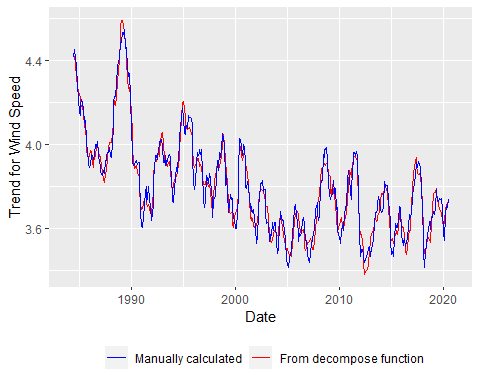 Trend for Wind Speed
4.4
4.0
3.6
1990
2000
2010
2020
Date
Manually calculated
From decompose function